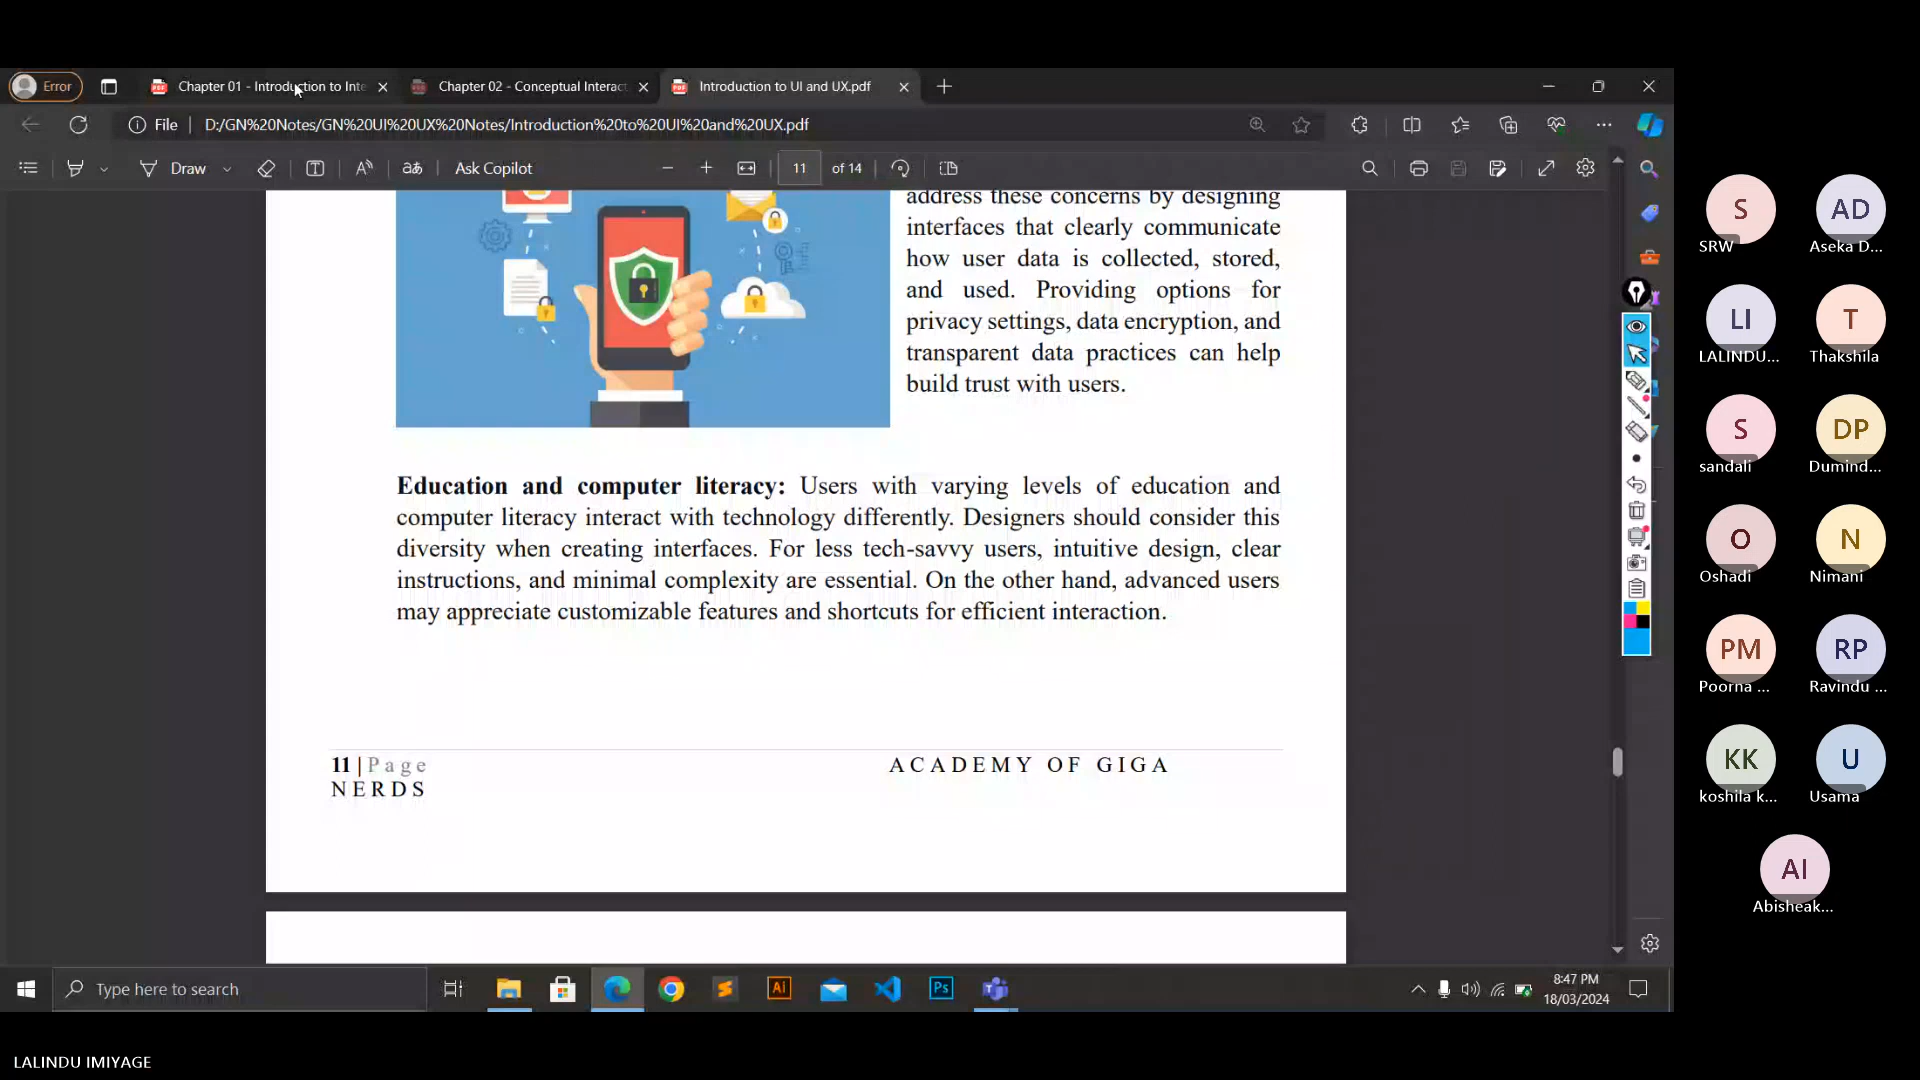 Error
Chapter 01 - Introduction to Inte
Chapter 02 - Conceptual Interact
Introduction to UI and UX.pdf
File
D:/GN%20Notes/GN%20UI%20UX%20Notes/Introduction%20to%20UI%20and%20UX.pdf
Draw
Ask Copilot
11
of 14
address these concerns by designing
interfaces that clearly communicate
how user data is collected, stored,
and used. Providing options for
privacy settings, data encryption, and
transparent data practices can help
build trust with users.
Education and computer literacy: Users with varying levels of education and
computer literacy interact with technology differently. Designers should consider this
diversity when creating interfaces. For less tech-savvy users, intuitive design, clear
instructions, and minimal complexity are essential. On the other hand, advanced users
may appreciate customizable features and shortcuts for efficient interaction.
11 | Page
ACADEMY OF GIGA
NERDS
S
SRW
AD
Aseka D...
LI
LALINDU...
T
Thakshila
S
sandali
DP
Dumind...
O
Oshadi
N
Nimani
PM
Poorna ...
RP
Ravindu ...
KK
koshila k...
U
Usama
AI
Abisheak...
Type here to search
Ai
Ps
8:47 PM
18/03/2024
LALINDU IMIYAGE